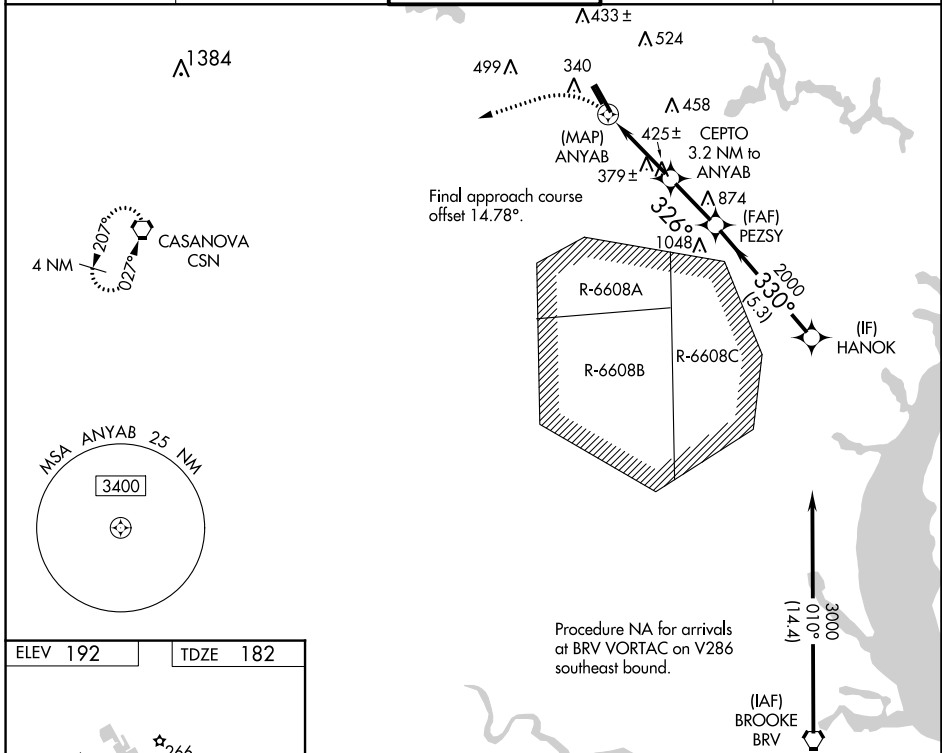 433 ±
524
1384
499
340
458
(MAP)
ANYAB
425 ±
CEPTO
3.2 NM to
ANYAB
379 ±
Final approach course
offset 14.78°.
326°
874
(FAF)
PEZSY
1048
207°
027°
4 NM
CASANOVA
CSN
R-6608A
R-6608B
R-6608C
2000
330°
(5.3)
(IF)
HANOK
MSA ANYAB 25 NM
3400
3000
010°
(14.4)
Procedure NA for arrivals
at BRV VORTAC on V286
southeast bound.
(IAF)
BROOKE
BRV
ELEV 192
TDZE 182
266